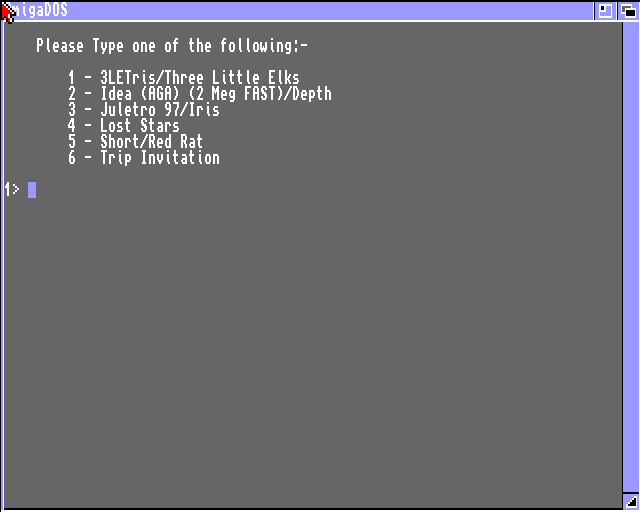 migaDOS
Please Type one of the following:-
1 - 3LETris/Three Little Elks
2 - Idea (AGA) (2 Meg FAST)/Depth
3 - Juletro 97/Iris
4 - Lost Stars
5 - Short/Red Rat
6 - Trip Invitation
1>